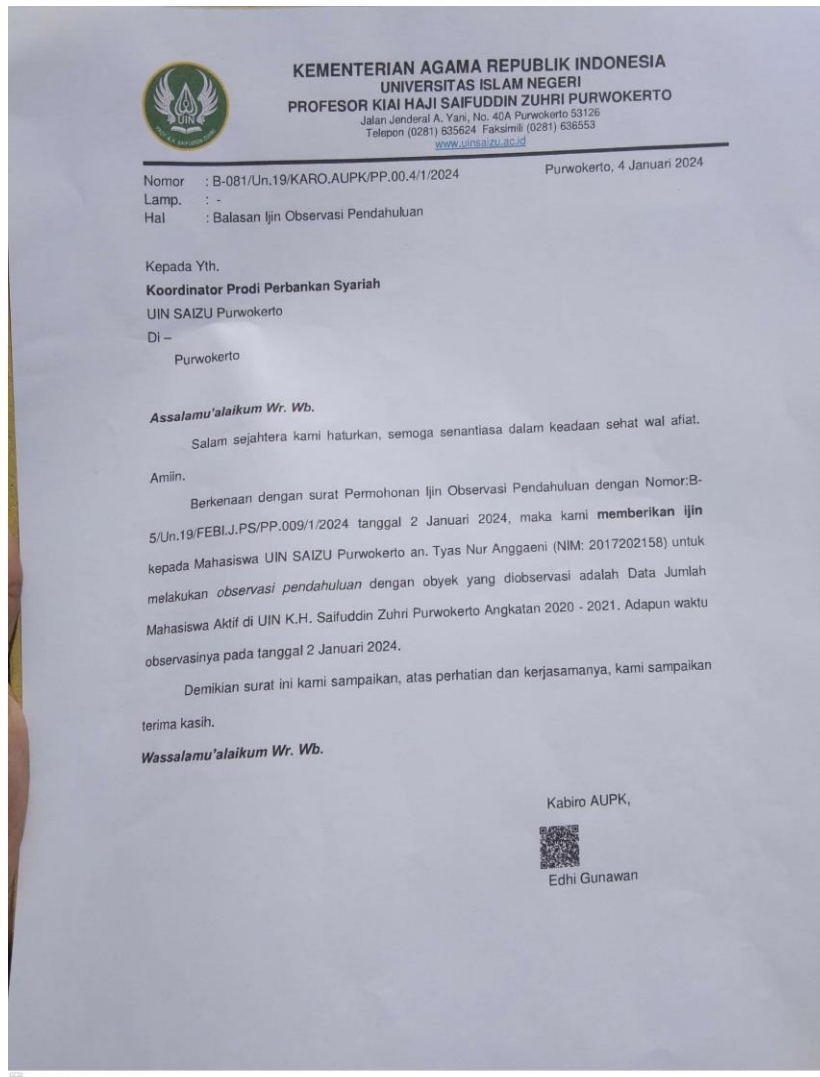 KEMENTERIAN AGAMA REPUBLIK INDONESIA
UNIVERSITAS ISLAM NEGERI
PROFESOR KIAI HAJI SAIFUDDIN ZUHRI PURWOKERTO
Jalan Jenderal A. Yani, No. 40A Purwokerto 53126
Telepon (0281) 635624 Faksimili (0281) 636553
www.uinsaizu.ac.id
UIN
Nomor : B-081/Un.19/KARO.AUPK/PP.00.4/1/2024
Purwokerto, 4 Januari 2024
Lamp. : -
Hal : Balasan Ijin Observasi Pendahuluan
Kepada Yth.
Koordinator Prodi Perbankan Syariah
UIN SAIZU Purwokerto
Di –
Purwokerto
Assalamu'alaikum Wr. Wb.
Salam sejahtera kami haturkan, semoga senantiasa dalam keadaan sehat wal afiat.
Amiin.
Berkenaan dengan surat Permohonan Ijin Observasi Pendahuluan dengan Nomor:B-
5/Un.19/FEBI.J.PS/PP.009/1/2024 tanggal 2 Januari 2024, maka kami memberikan ijin
kepada Mahasiswa UIN SAIZU Purwokerto an. Tyas Nur Anggaeni (NIM: 2017202158) untuk
melakukan observasi pendahuluan dengan obyek yang diobservasi adalah Data Jumlah
Mahasiswa Aktif di UIN K.H. Saifuddin Zuhri Purwokerto Angkatan 2020 - 2021. Adapun waktu
observasinya pada tanggal 2 Januari 2024.
Demikian surat ini kami sampaikan, atas perhatian dan kerjasamanya, kami sampaikan
terima kasih.
Wassalamu'alaikum Wr. Wb.
Kabiro AUPK,
Edhi Gunawan